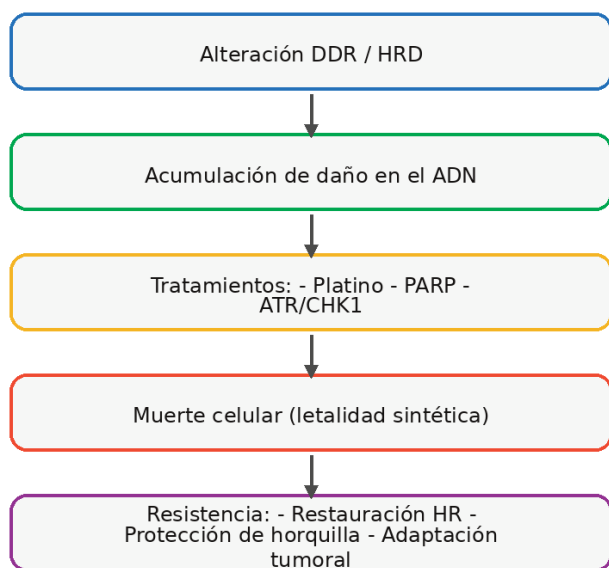 Alteración DDR / HRD
Acumulación de daño en el ADN
Tratamientos: - Platino - PARP -
ATR/CHK1
Muerte celular (letalidad sintética)
Resistencia: - Restauración HR -
Protección de horquilla - Adaptación
tumoral